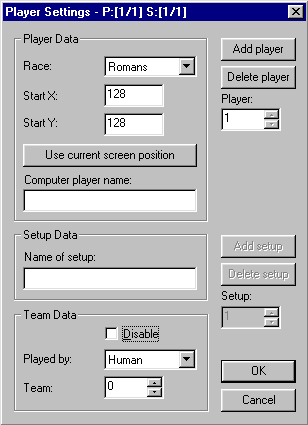 Player Settings - P:[1/1] S:[1/1]
Player Data
Race: Romans
Start X: 128
Start Y: 128
Use current screen position
Computer player name:
Add player
Delete player
Player:
1
Setup Data
Name of setup:
Add setup
Delete setup
Setup:
1
Team Data
Disable
Played by: Human
Team: 0
OK
Cancel